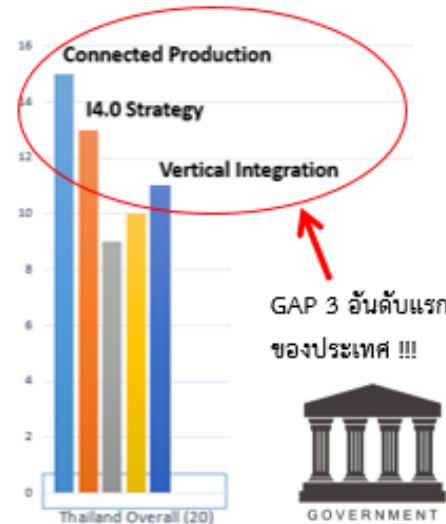 16
Connected Production
14
I4.0 Strategy
12
Vertical Integration
10
8
GAP 3 อันดับแรก
6
ของประเทศ !!!
4
2
0
GOVERNMENT
Thailand Overall (20)